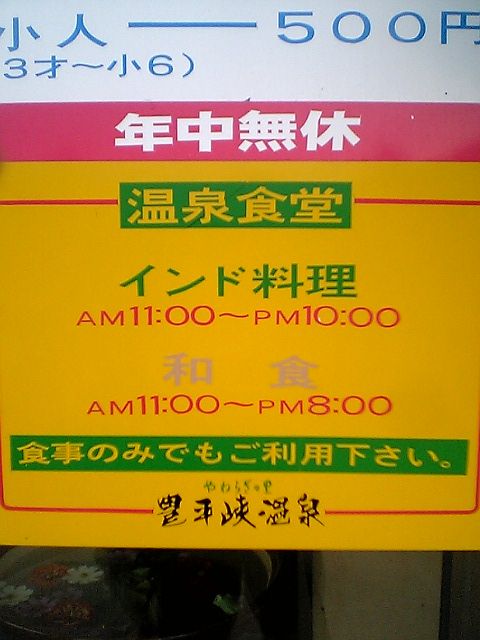 小人 ── 500円
(3才〜小6)
年中無休
温泉食堂
インド料理
AM11:00〜PM10:00
和食
AM11:00〜PM8:00
食事のみでもご利用下さい。
やわらぎの里
豊平峡温泉